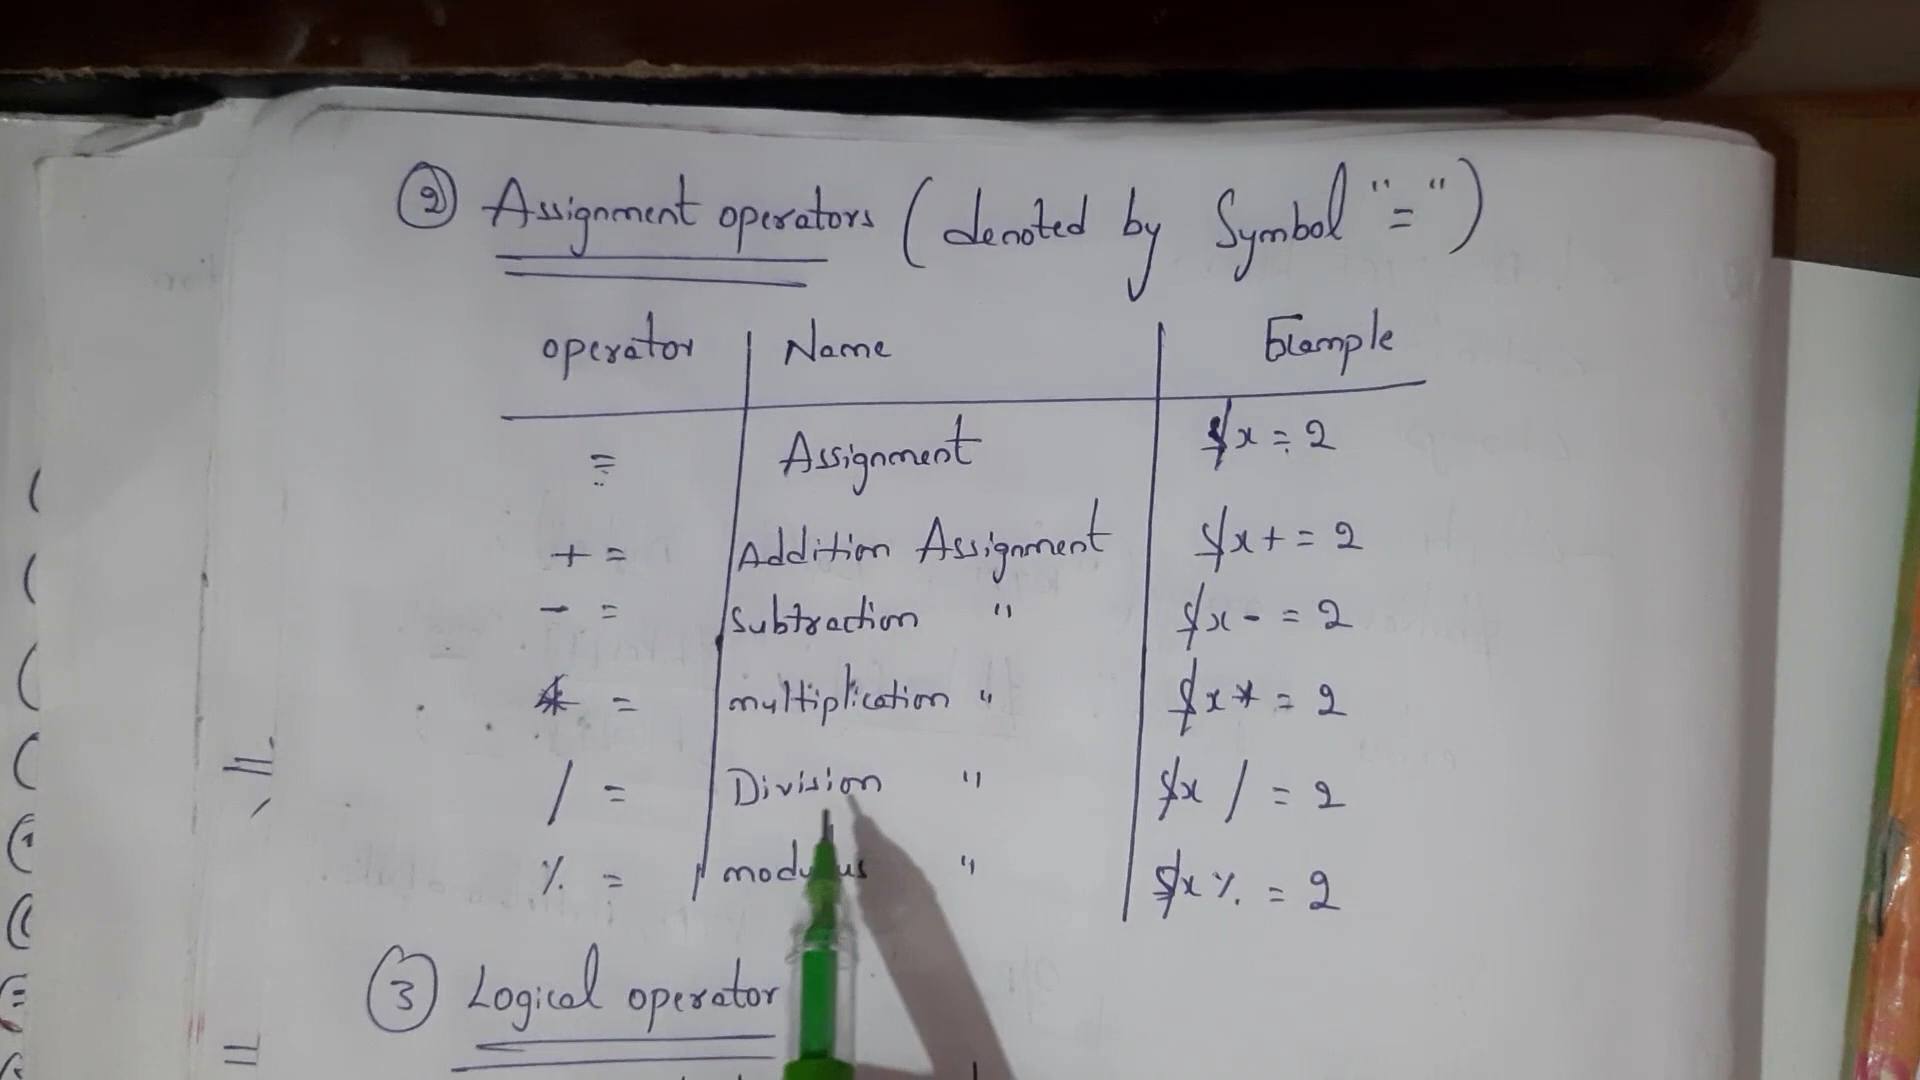 ② Assignment operators ( denoted by Symbol "=" )
operator Name Example
= Assignment $x = 2
+ = Addition Assignment $x + = 2
- = Subtraction " $x - = 2
* = multiplication " $x * = 2
/ = Division " $x / = 2
% = modulus " $x % = 2
③ Logical operator